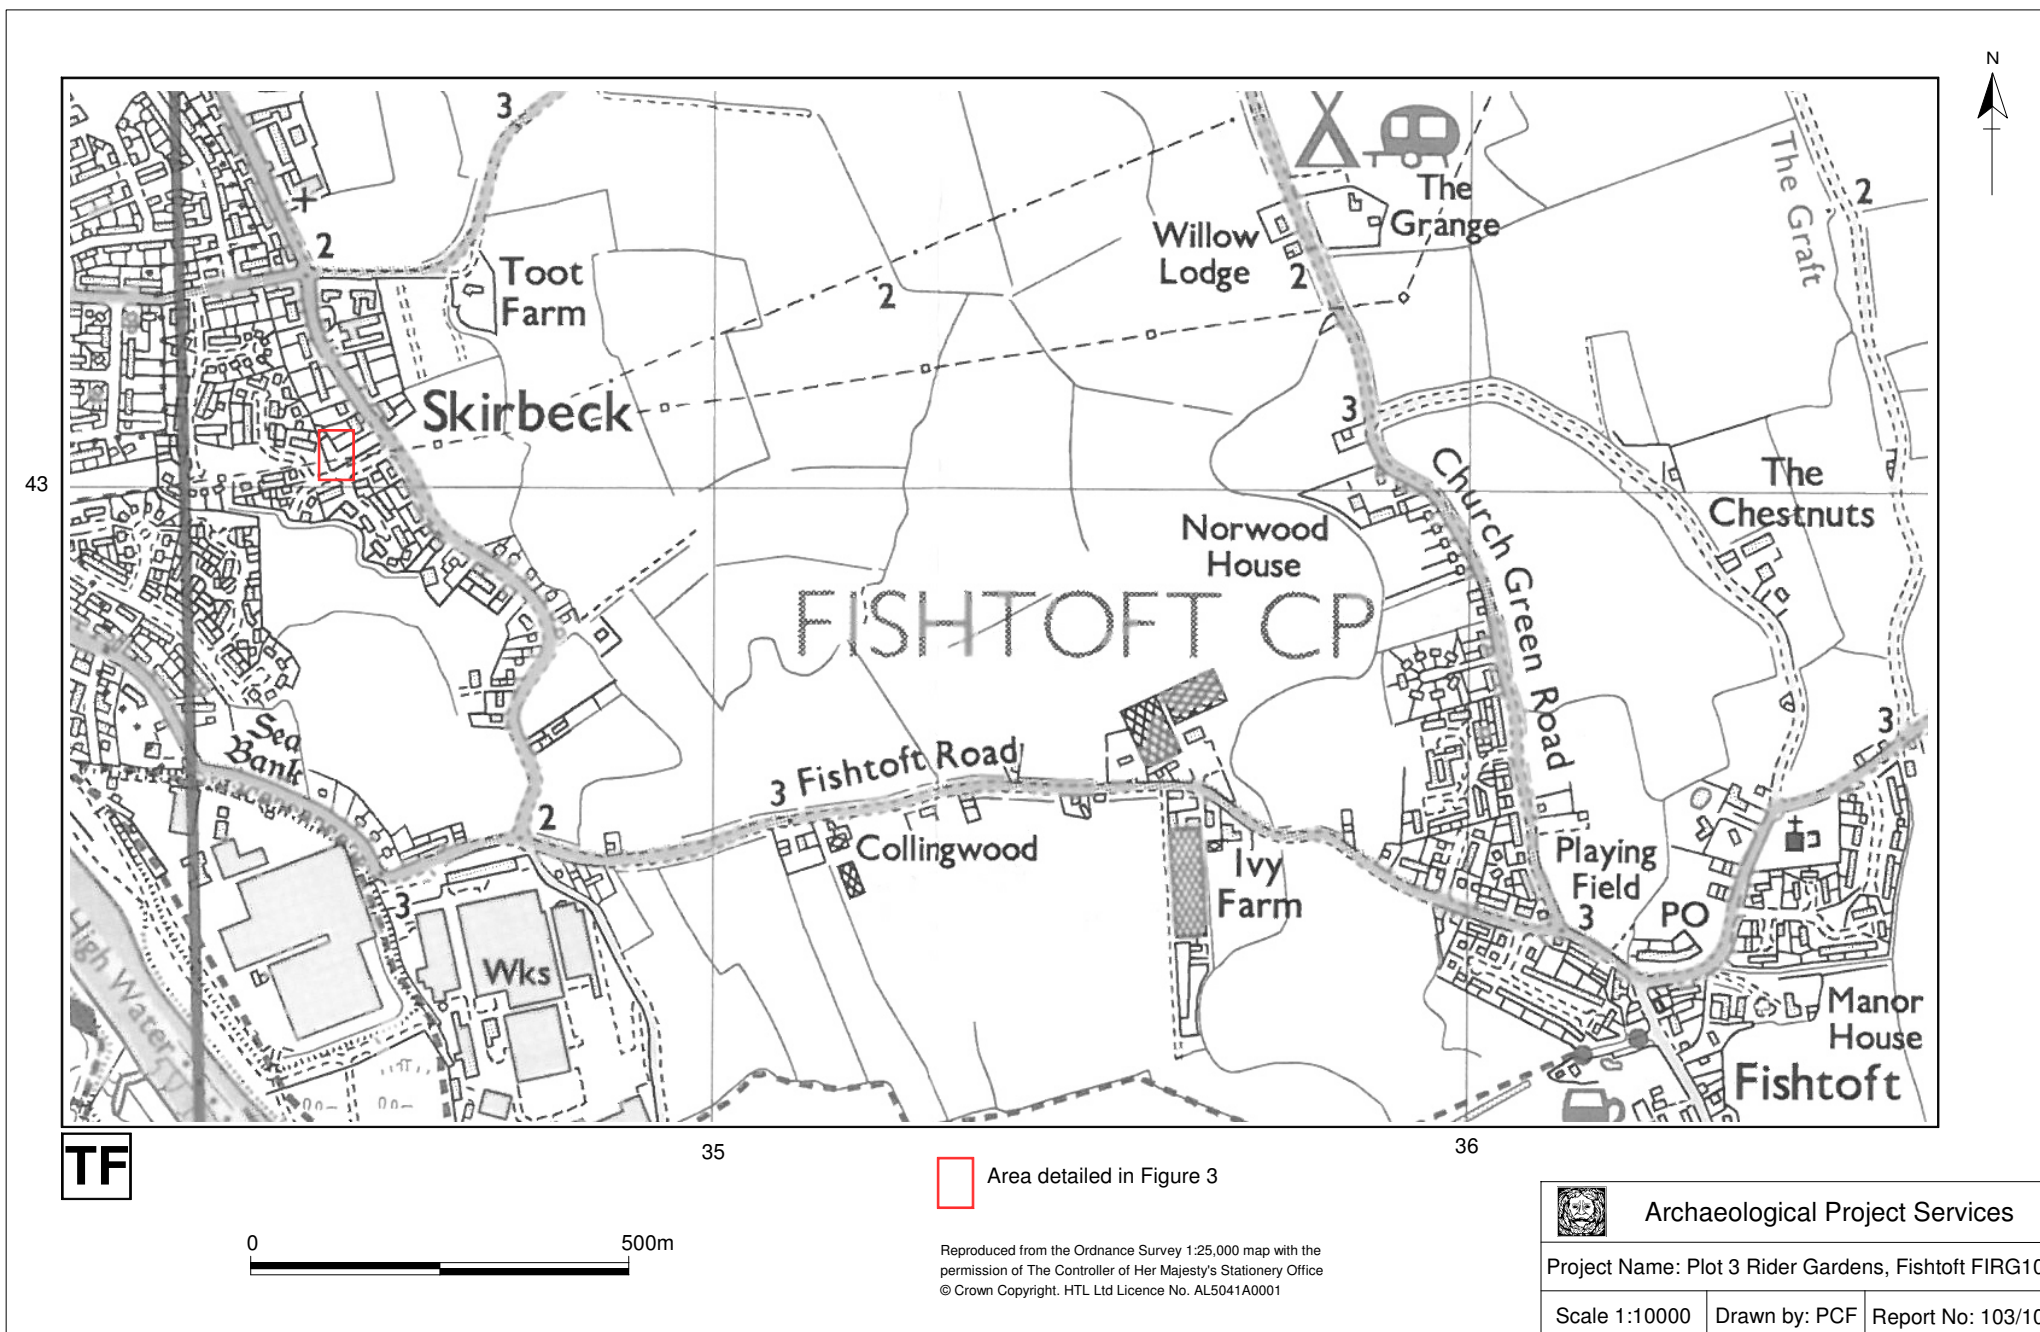 N
3
The Graft
2
The
Grange
Willow
Lodge
2
2
Toot
Farm
2
Skirbeck
3
43
The
Chestnuts
Church Green Road
Norwood
House
FISHTOFT CP
Sea
Bank
3 Fishtoft Road
3
2
Collingwood
Ivy
Farm
Playing
Field
3
PO
3
Wks
High Water
Manor
House
Fishtoft
TF
35
36
Area detailed in Figure 3
0
500m
Reproduced from the Ordnance Survey 1:25,000 map with the
permission of The Controller of Her Majesty's Stationery Office
© Crown Copyright. HTL Ltd Licence No. AL5041A0001
Archaeological Project Services
Project Name: Plot 3 Rider Gardens, Fishtoft FIRG10
Scale 1:10000
Drawn by: PCF
Report No: 103/10